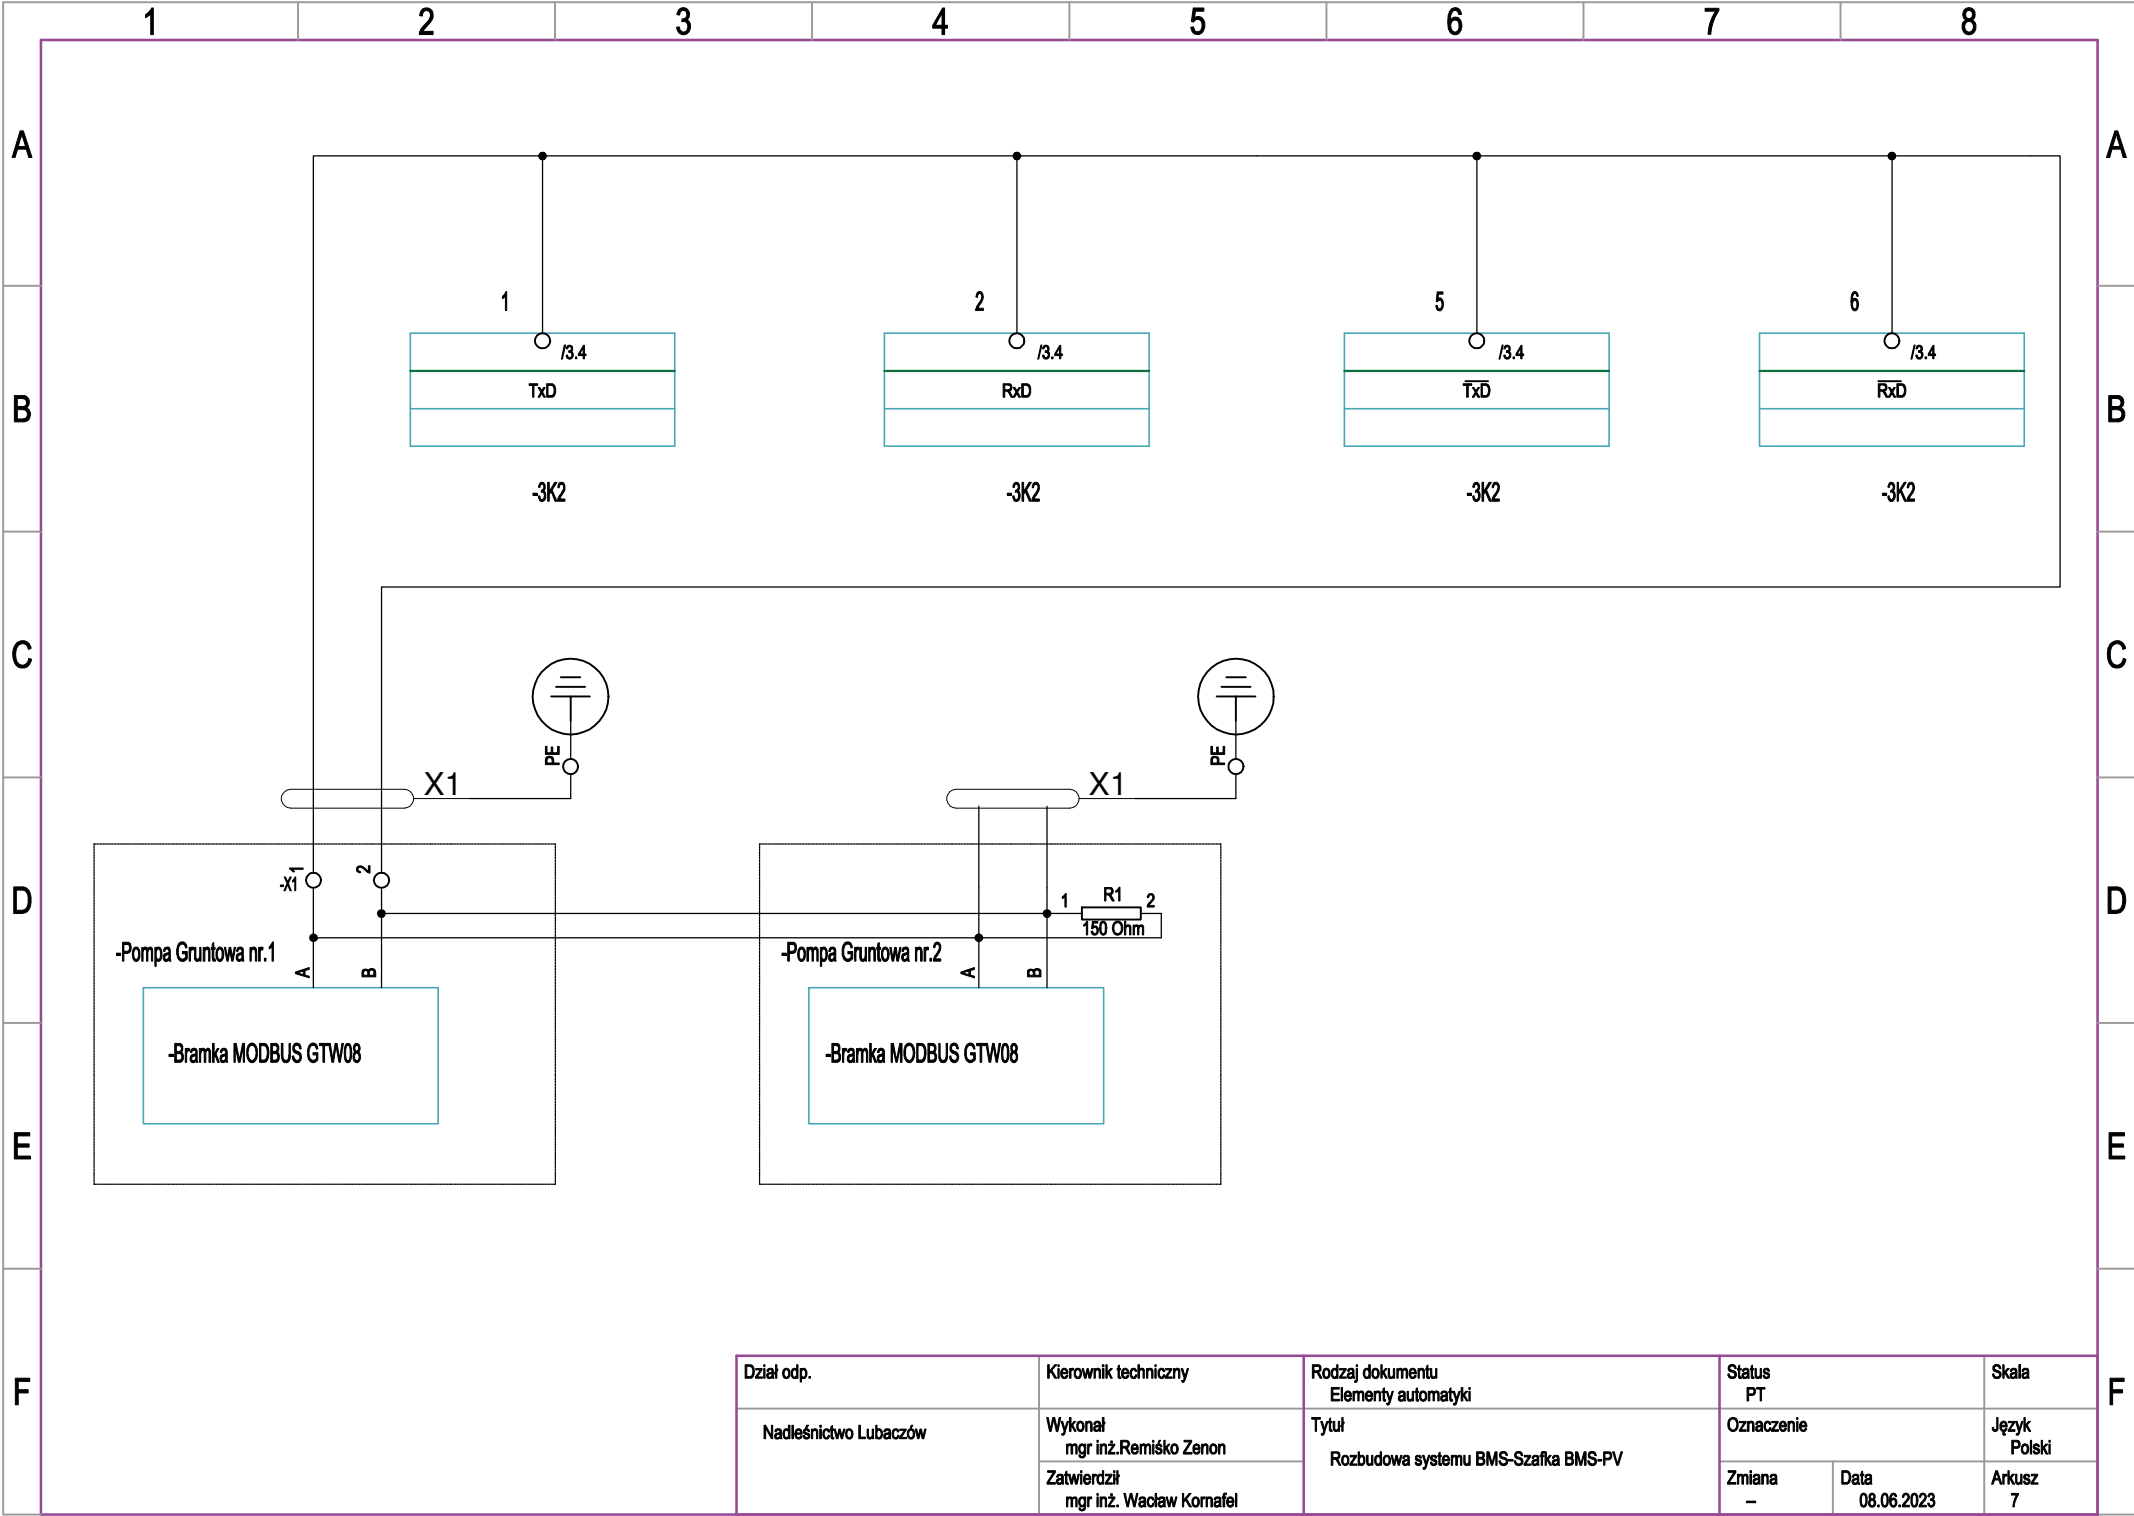 1 2 3 4 5 6 7 8
A A
1 2 5 6
/3.4 /3.4 /3.4 /3.4
B TxD RxD T̅x̅D̅ R̅x̅D̅ B
-3K2 -3K2 -3K2 -3K2
C C
PE PE
X1 X1
-X1 1 2
D D
1 R1 2
150 Ohm
-Pompa Gruntowa nr.1 -Pompa Gruntowa nr.2
A B A B
-Bramka MODBUS GTW08 -Bramka MODBUS GTW08
E E
F F
Dział odp.
Nadleśnictwo Lubaczów
Kierownik techniczny
Wykonał
mgr inż.Remiśko Zenon
Zatwierdził
mgr inż. Wacław Kornafel
Rodzaj dokumentu
Elementy automatyki
Tytuł
Rozbudowa systemu BMS-Szafka BMS-PV
Status
PT
Skala
Oznaczenie
Język
Polski
Zmiana
–
Data
08.06.2023
Arkusz
7